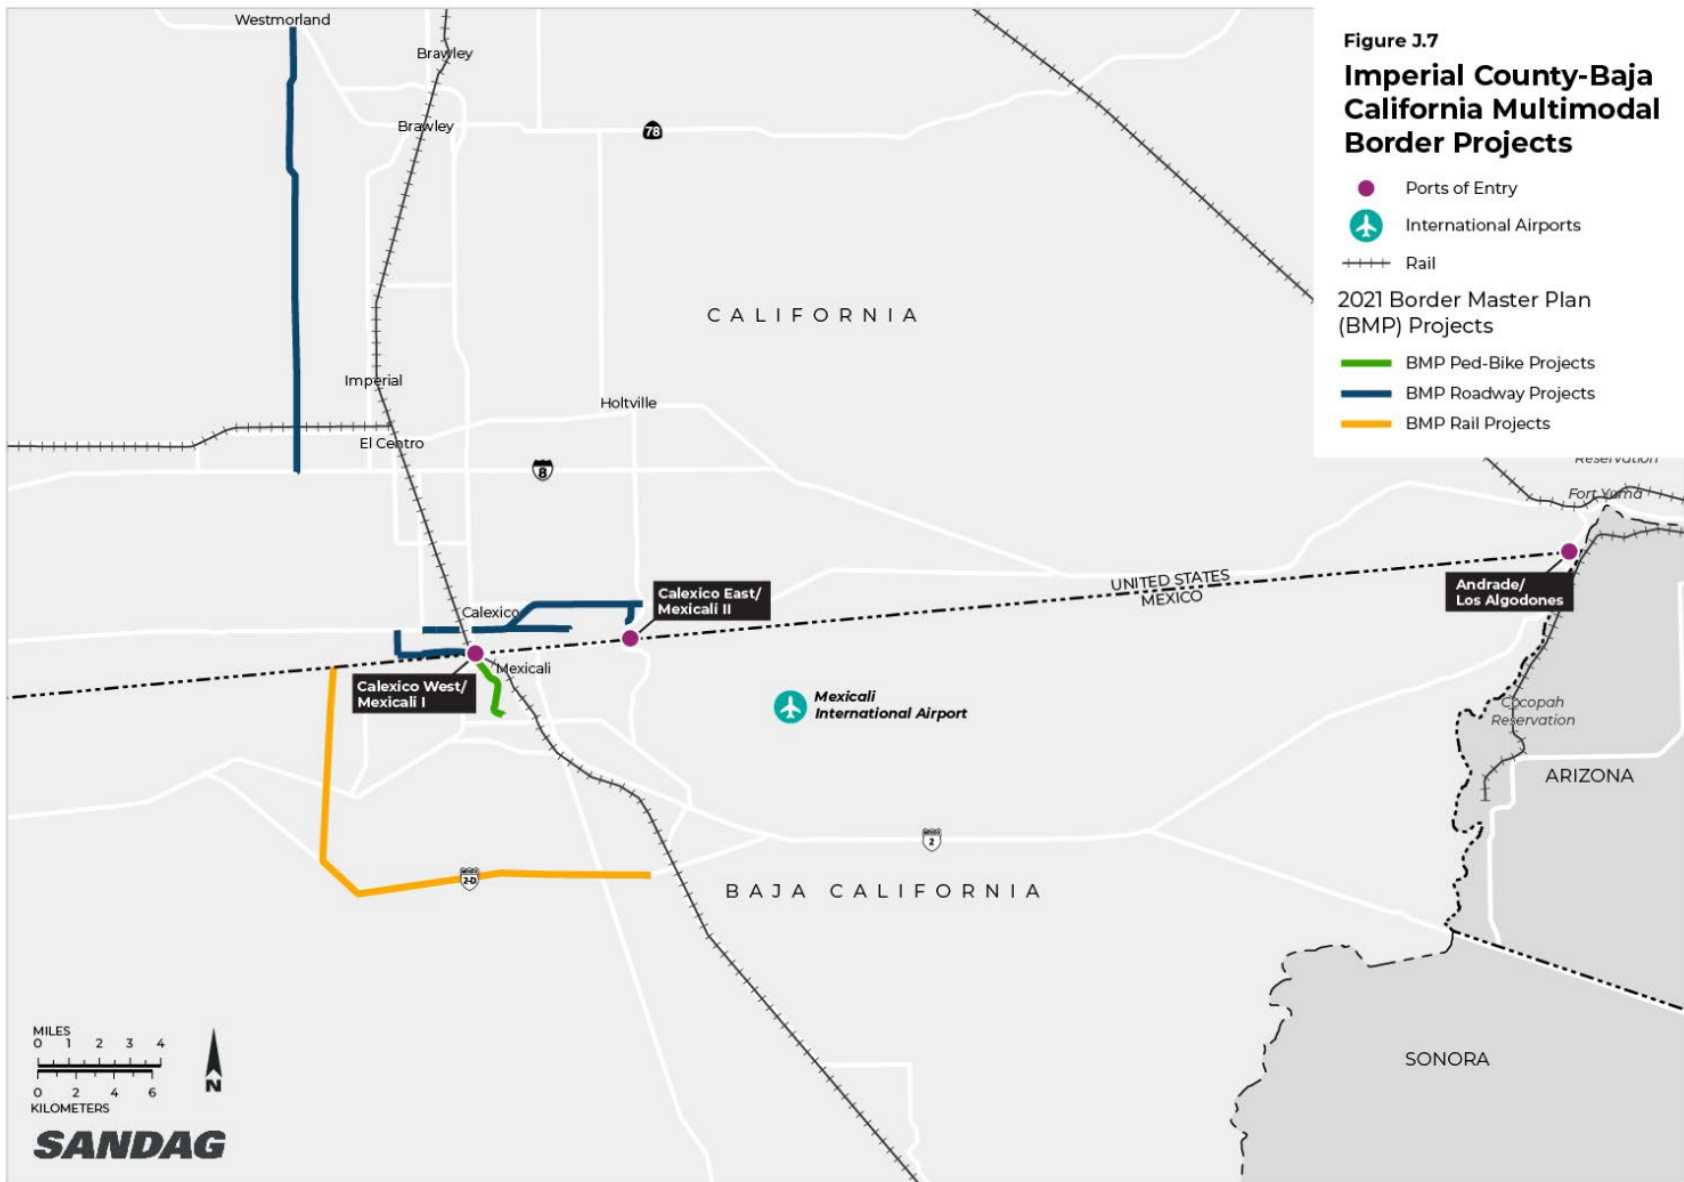 Figure J.7
Imperial County-Baja
California Multimodal
Border Projects
Ports of Entry
International Airports
Rail
2021 Border Master Plan
(BMP) Projects
BMP Ped-Bike Projects
BMP Roadway Projects
BMP Rail Projects
Westmorland
Brawley
Brawley
78
CALIFORNIA
Imperial
Holtville
El Centro
8
Reservation
Fort Yuma
UNITED STATES
MEXICO
Andrade/
Los Algodones
Calexico East/
Mexicali II
Calexico
Mexicali
Calexico West/
Mexicali I
Mexicali
International Airport
Cocopah
Reservation
ARIZONA
MEXICO
2
MEXICO
2-D
BAJA CALIFORNIA
SONORA
MILES
0 1 2 3 4
0 2 4 6
KILOMETERS
N
SANDAG